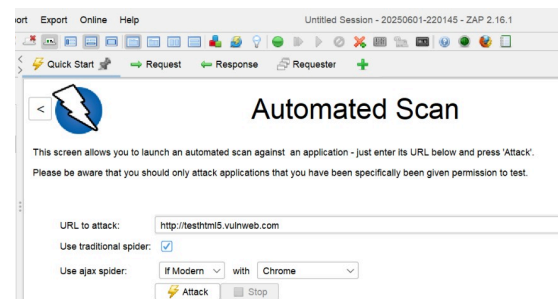 Export Online Help Untitled Session - 20250601-220145 - ZAP 2.16.1
Quick Start Request Response Requester
< Automated Scan
This screen allows you to launch an automated scan against an application - just enter its URL below and press 'Attack'.
Please be aware that you should only attack applications that you have been specifically been given permission to test.
URL to attack: http://testhtml5.vulnweb.com
Use traditional spider:
Use ajax spider: If Modern with Chrome
Attack Stop